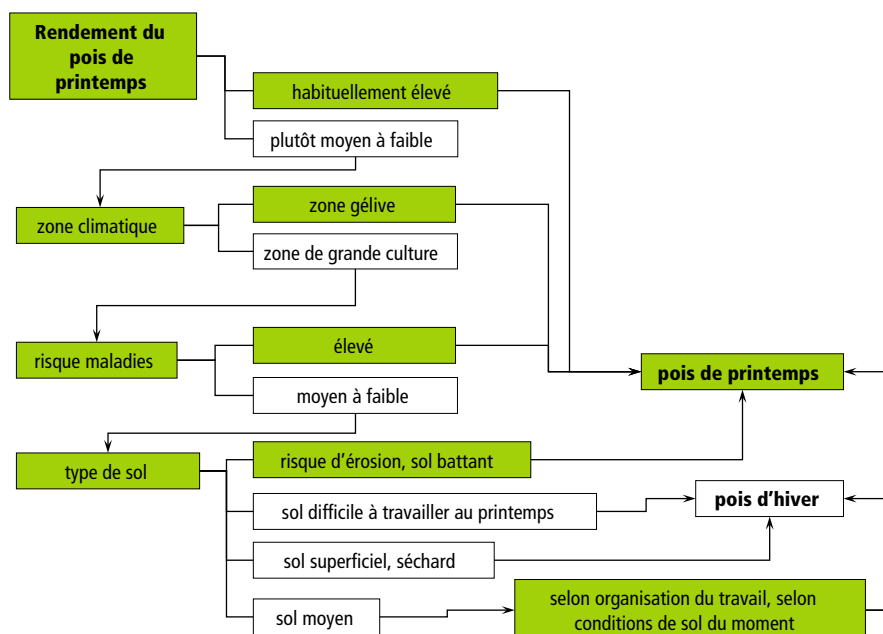 Rendement du
pois de
printemps
habituellement élevé
plutôt moyen à faible
zone climatique
zone gélive
zone de grande culture
risque maladies
élevé
moyen à faible
pois de printemps
type de sol
risque d'érosion, sol battant
sol difficile à travailler au printemps
pois d'hiver
sol superficiel, séchard
sol moyen
selon organisation du travail, selon
conditions de sol du moment